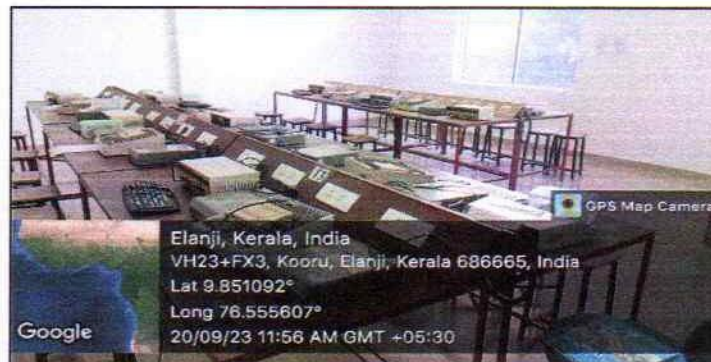 GPS Map Camera
Elanji, Kerala, India
VH23+FX3, Kooru, Elanji, Kerala 686665, India
Lat 9.851092°
Long 76.555607°
20/09/23 11:56 AM GMT +05:30
Google